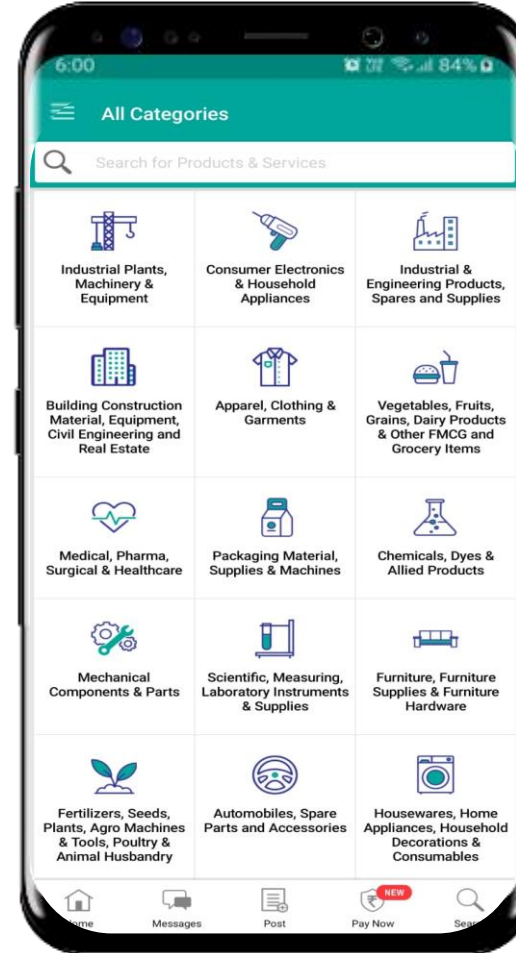 6:00
84%
All Categories
Search for Products & Services
Industrial Plants,
Machinery &
Equipment
Consumer Electronics
& Household
Appliances
Industrial &
Engineering Products,
Spares and Supplies
Building Construction
Material, Equipment,
Civil Engineering and
Real Estate
Apparel, Clothing &
Garments
Vegetables, Fruits,
Grains, Dairy Products
& Other FMCG and
Grocery Items
Medical, Pharma,
Surgical & Healthcare
Packaging Material,
Supplies & Machines
Chemicals, Dyes &
Allied Products
Mechanical
Components & Parts
Scientific, Measuring,
Laboratory Instruments
& Supplies
Furniture, Furniture
Supplies & Furniture
Hardware
Fertilizers, Seeds,
Plants, Agro Machines
& Tools, Poultry &
Animal Husbandry
Automobiles, Spare
Parts and Accessories
Housewares, Home
Appliances, Household
Decorations &
Consumables
₹ NEW
Messages
Post
Pay Now